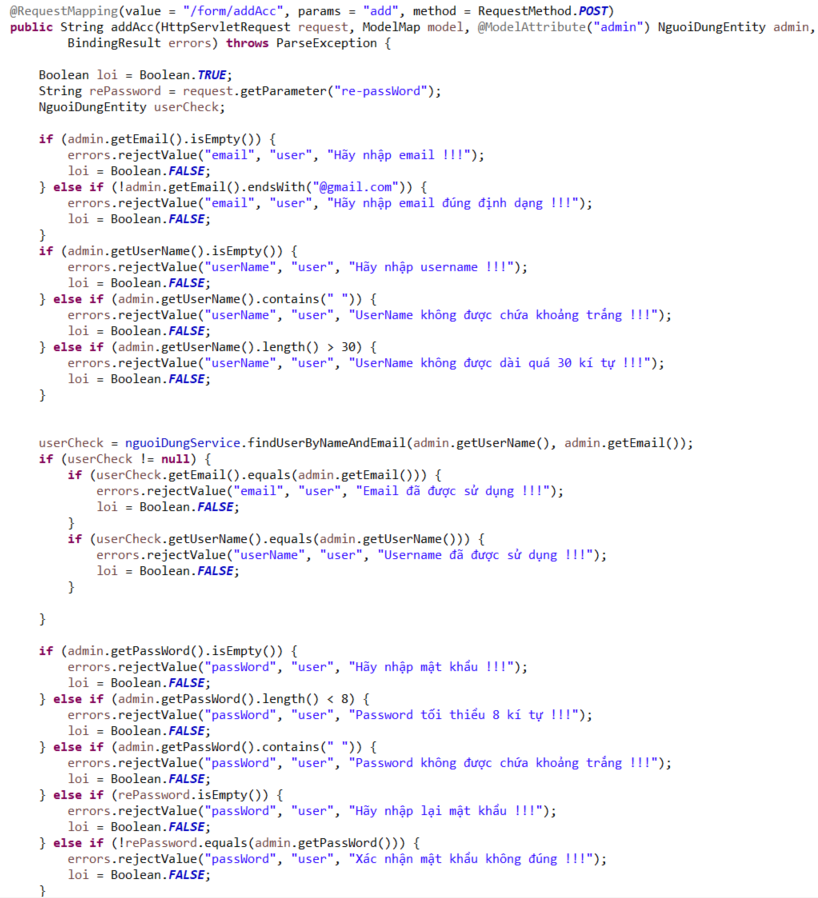 @RequestMapping(value = "/form/addAcc", params = "add", method = RequestMethod.POST)
public String addAcc(HttpServletRequest request, ModelMap model, @ModelAttribute("admin") NguoiDungEntity admin,
        BindingResult errors) throws ParseException {

    Boolean loi = Boolean.TRUE;
    String rePassword = request.getParameter("re-passWord");
    NguoiDungEntity userCheck;

    if (admin.getEmail().isEmpty()) {
        errors.rejectValue("email", "user", "Hãy nhập email !!!");
        loi = Boolean.FALSE;
    } else if (!admin.getEmail().endsWith("@gmail.com")) {
        errors.rejectValue("email", "user", "Hãy nhập email đúng định dạng !!!");
        loi = Boolean.FALSE;
    }
    if (admin.getUserName().isEmpty()) {
        errors.rejectValue("userName", "user", "Hãy nhập username !!!");
        loi = Boolean.FALSE;
    } else if (admin.getUserName().contains(" ")) {
        errors.rejectValue("userName", "user", "UserName không được chứa khoảng trắng !!!");
        loi = Boolean.FALSE;
    } else if (admin.getUserName().length() > 30) {
        errors.rejectValue("userName", "user", "UserName không được dài quá 30 kí tự !!!");
        loi = Boolean.FALSE;
    }

    userCheck = nguoiDungService.findUserByNameAndEmail(admin.getUserName(), admin.getEmail());
    if (userCheck != null) {
        if (userCheck.getEmail().equals(admin.getEmail())) {
            errors.rejectValue("email", "user", "Email đã được sử dụng !!!");
            loi = Boolean.FALSE;
        }
        if (userCheck.getUserName().equals(admin.getUserName())) {
            errors.rejectValue("userName", "user", "Username đã được sử dụng !!!");
            loi = Boolean.FALSE;
        }

    }

    if (admin.getPassWord().isEmpty()) {
        errors.rejectValue("passWord", "user", "Hãy nhập mật khẩu !!!");
        loi = Boolean.FALSE;
    } else if (admin.getPassWord().length() < 8) {
        errors.rejectValue("passWord", "user", "Password tối thiểu 8 kí tự !!!");
        loi = Boolean.FALSE;
    } else if (admin.getPassWord().contains(" ")) {
        errors.rejectValue("passWord", "user", "Password không được chứa khoảng trắng !!!");
        loi = Boolean.FALSE;
    } else if (rePassword.isEmpty()) {
        errors.rejectValue("passWord", "user", "Hãy nhập lại mật khẩu !!!");
        loi = Boolean.FALSE;
    } else if (!rePassword.equals(admin.getPassWord())) {
        errors.rejectValue("passWord", "user", "Xác nhận mật khẩu không đúng !!!");
        loi = Boolean.FALSE;
    }